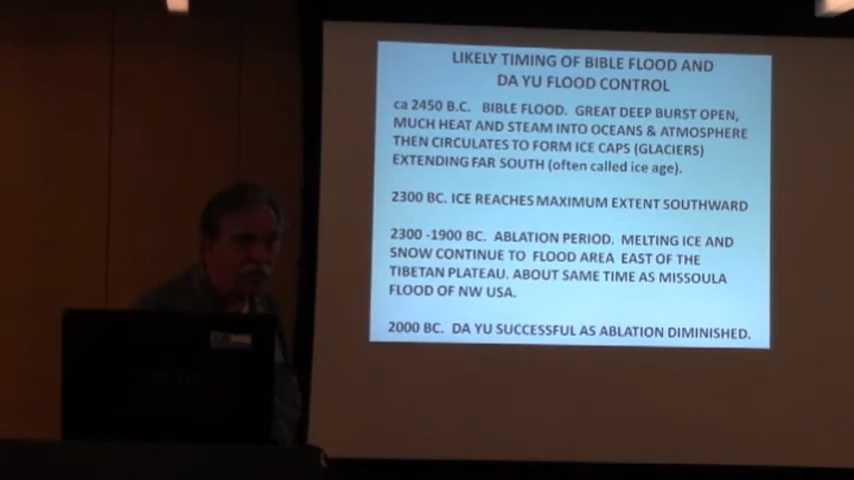 LIKELY TIMING OF BIBLE FLOOD AND
DA YU FLOOD CONTROL
ca 2450 B.C. BIBLE FLOOD. GREAT DEEP BURST OPEN,
MUCH HEAT AND STEAM INTO OCEANS & ATMOSPHERE
THEN CIRCULATES TO FORM ICE CAPS (GLACIERS)
EXTENDING FAR SOUTH (often called ice age).
2300 BC. ICE REACHES MAXIMUM EXTENT SOUTHWARD
2300 -1900 BC. ABLATION PERIOD. MELTING ICE AND
SNOW CONTINUE TO FLOOD AREA EAST OF THE
TIBETAN PLATEAU. ABOUT SAME TIME AS MISSOULA
FLOOD OF NW USA.
2000 BC. DA YU SUCCESSFUL AS ABLATION DIMINISHED.